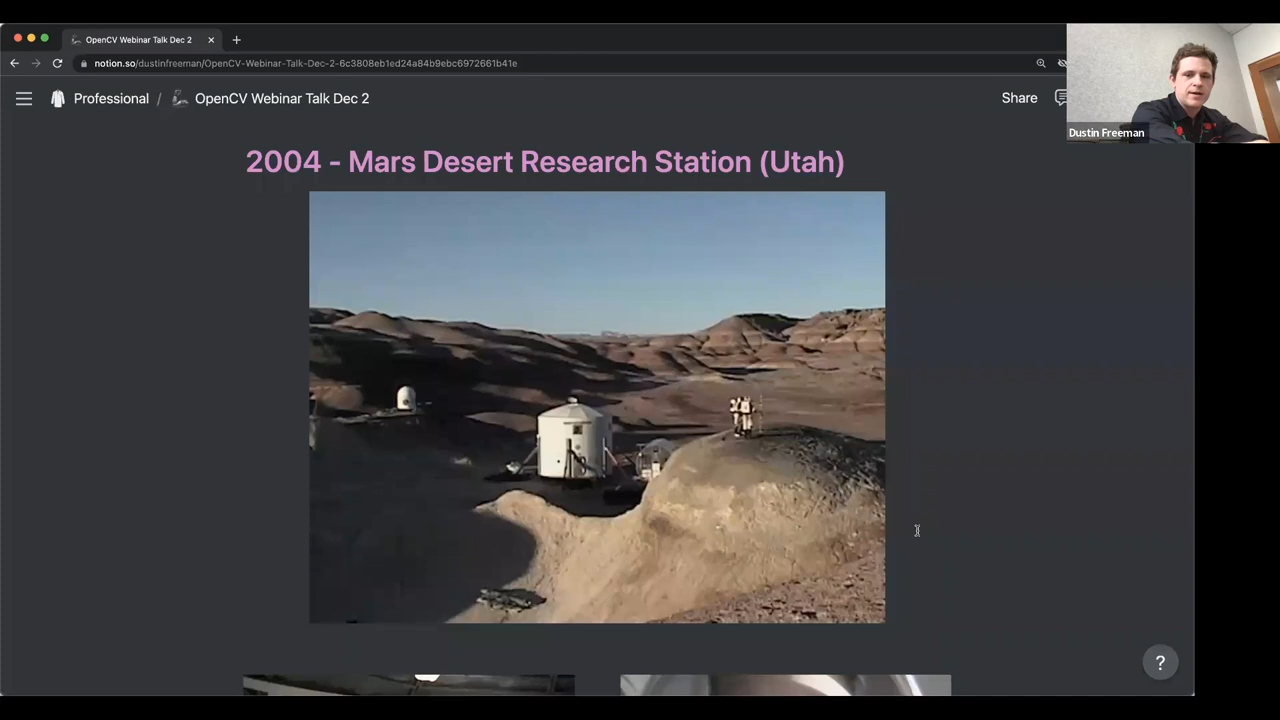 OpenCV Webinar Talk Dec 2
notion.so/dustinfreeman/OpenCV-Webinar-Talk-Dec-2-6c3808eb1ed24a84b9ebc6972661b41e
Professional / OpenCV Webinar Talk Dec 2
Share
Dustin Freeman
2004 - Mars Desert Research Station (Utah)
?